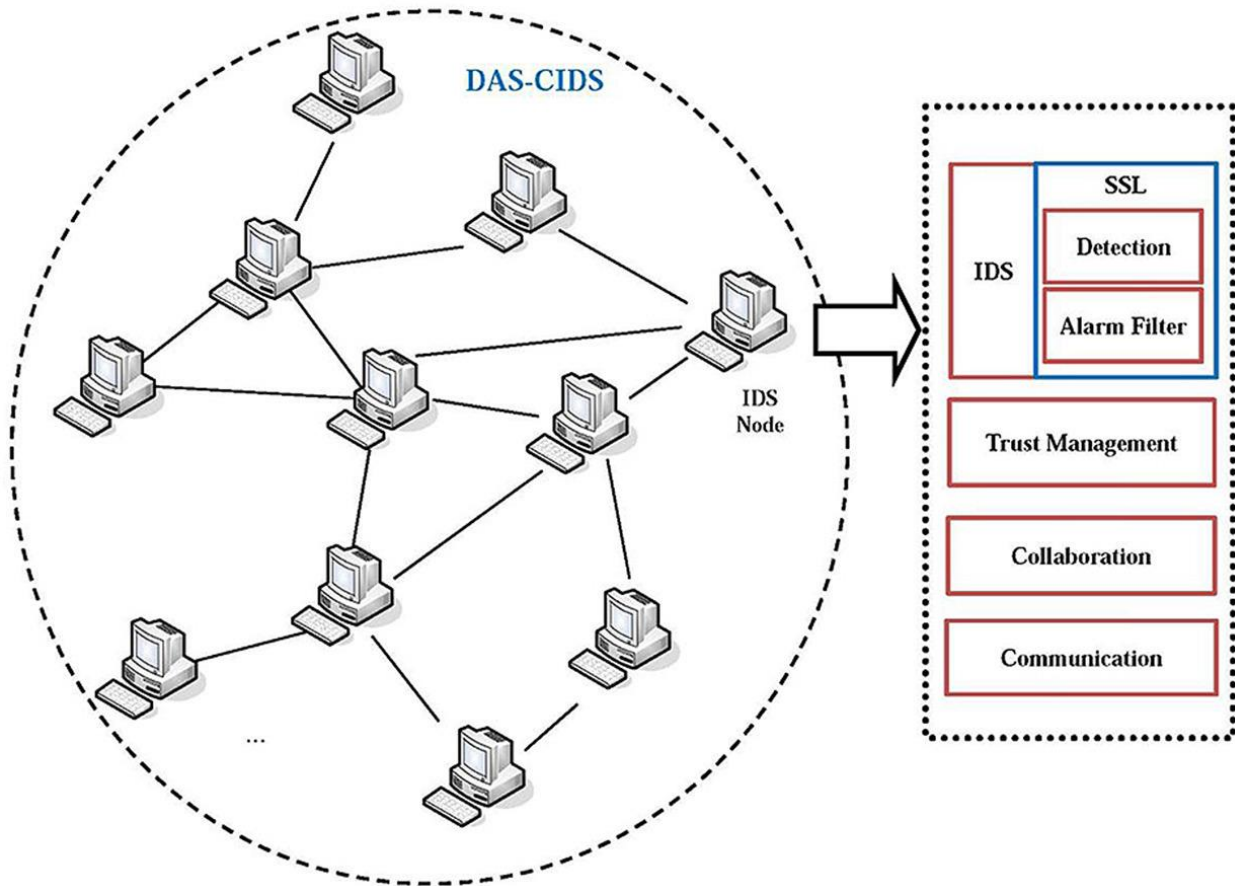 DAS-CIDS
IDS
Node
...
IDS
SSL
Detection
Alarm Filter
Trust Management
Collaboration
Communication